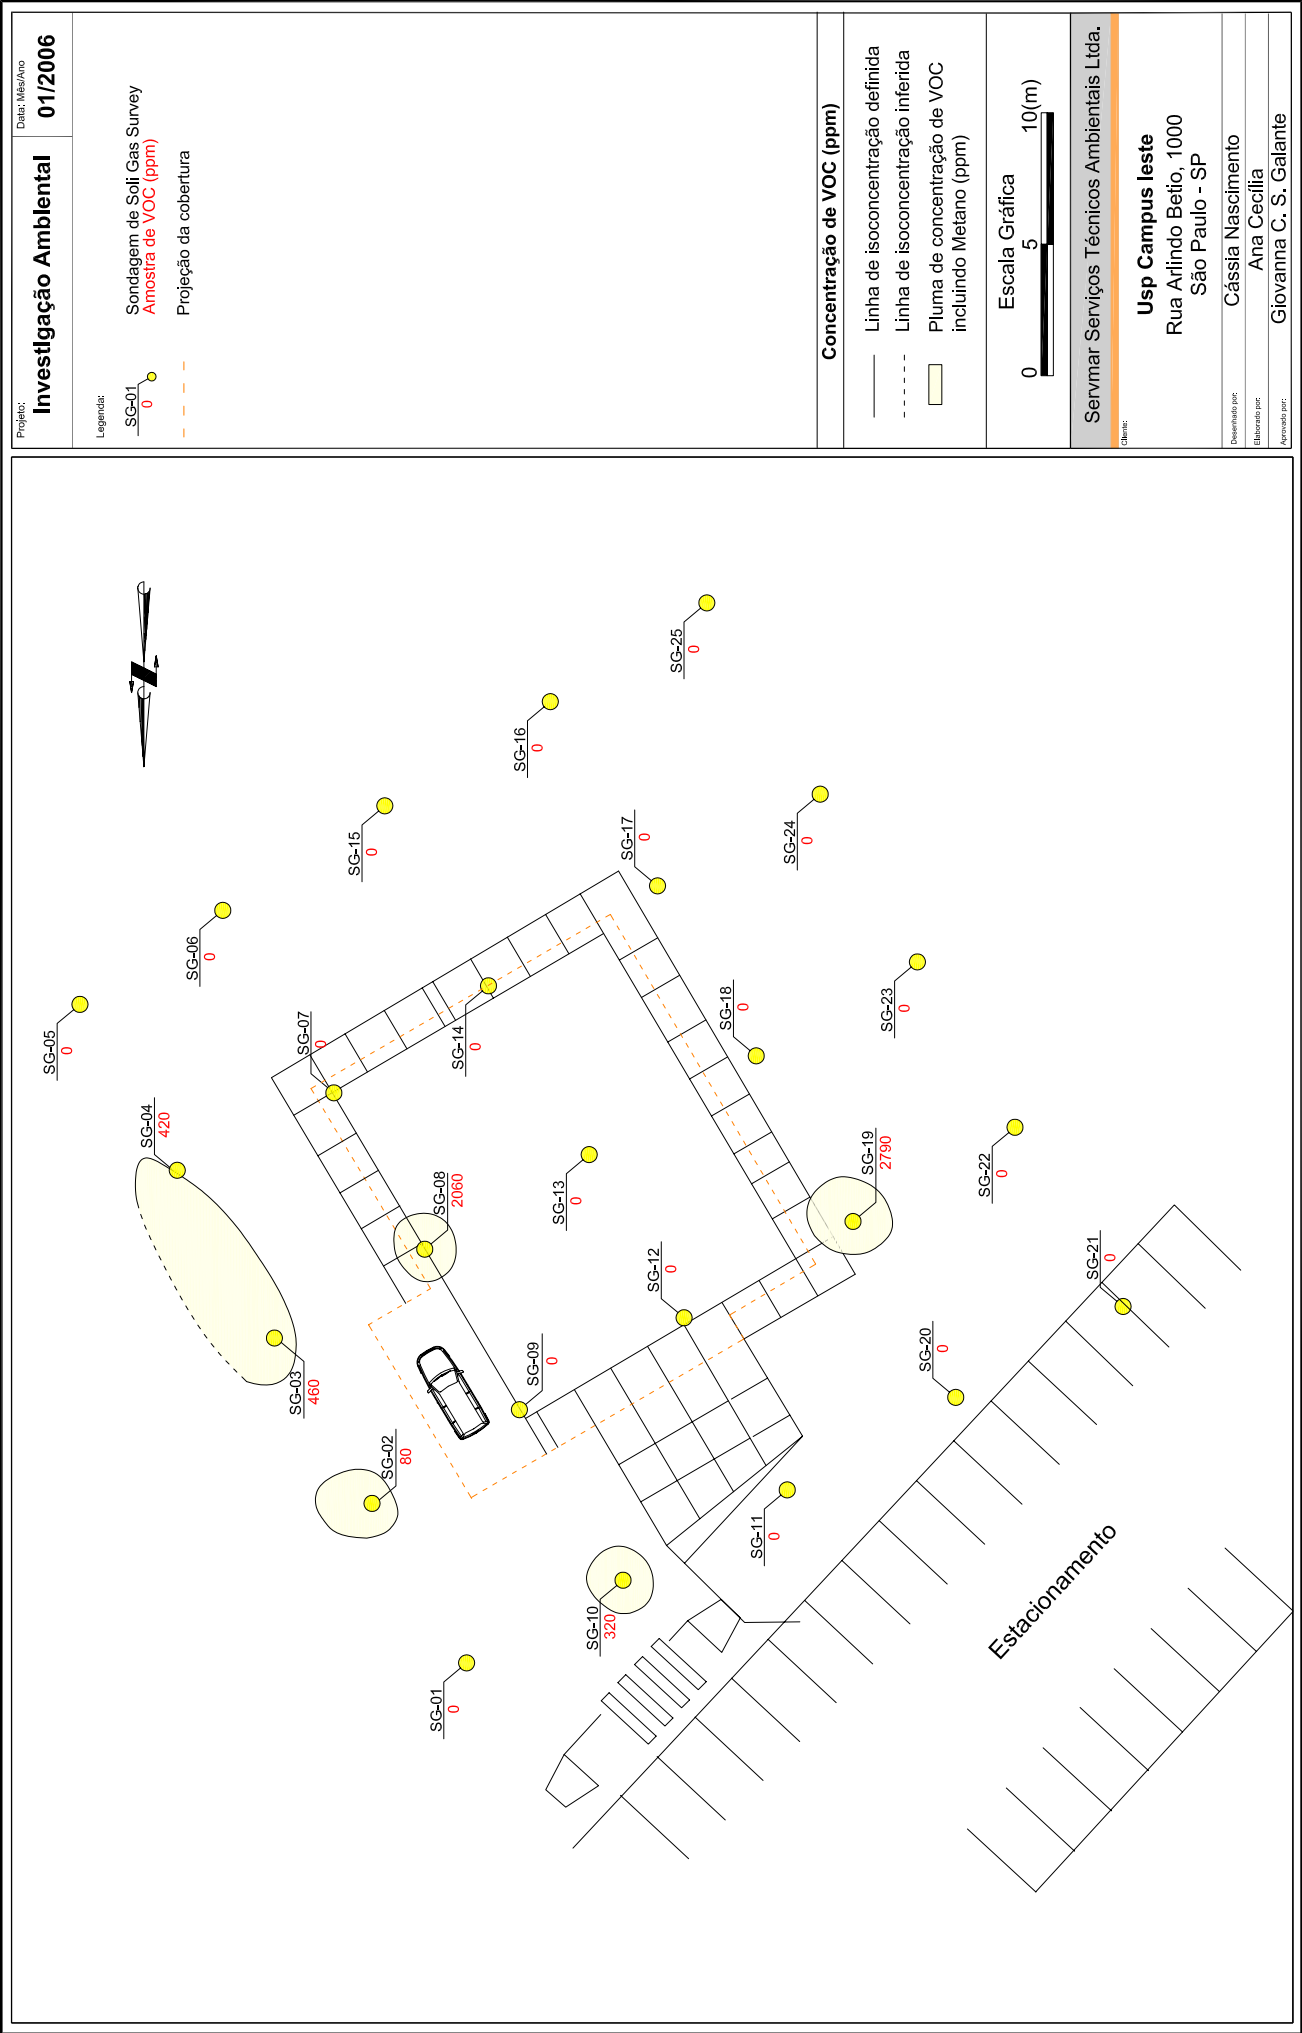 Projeto:
Investigação Ambiental
Data: Mês/Ano
01/2006
Legenda:
SG-01
0
Sondagem de Soli Gas Survey
Amostra de VOC (ppm)
Projeção da cobertura
Concentração de VOC (ppm)
Linha de isoconcentração definida
Linha de isoconcentração inferida
Pluma de concentração de VOC
incluindo Metano (ppm)
Escala Gráfica
0 5 10(m)
Servmar Serviços Técnicos Ambientais Ltda.
Cliente:
Usp Campus leste
Rua Arlindo Betio, 1000
São Paulo - SP
Desenhado por:
Cássia Nascimento
Elaborado por:
Ana Cecília
Aprovado por:
Giovanna C. S. Galante
SG-05
0
SG-04
420
SG-06
0
SG-03
460
SG-07
0
SG-15
0
SG-02
80
SG-08
2060
SG-14
0
SG-01
0
SG-09
0
SG-16
0
SG-13
0
SG-10
320
SG-17
0
SG-12
0
SG-25
0
SG-18
0
SG-11
0
SG-24
0
SG-19
2790
SG-23
0
SG-20
0
SG-22
0
SG-21
0
Estacionamento